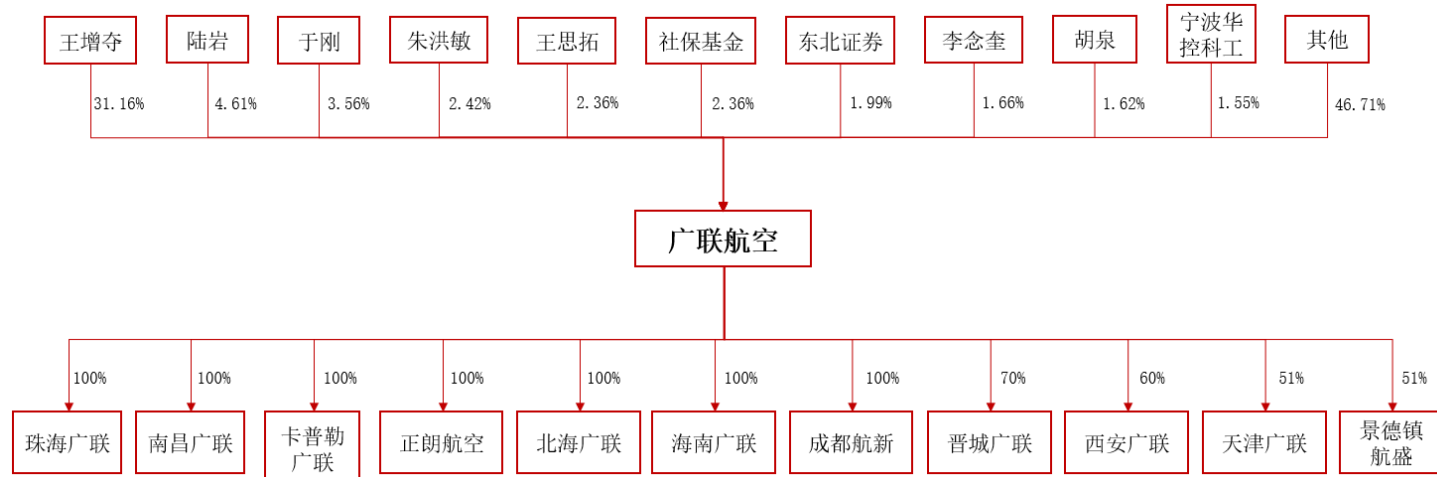 王增夺
陆岩
于刚
朱洪敏
王思拓
社保基金
东北证券
李念奎
胡泉
宁波华
控科工
其他
31.16%
4.61%
3.56%
2.42%
2.36%
2.36%
1.99%
1.66%
1.62%
1.55%
46.71%
广联航空
100%
100%
100%
100%
100%
100%
100%
70%
60%
51%
51%
珠海广联
南昌广联
卡普勒
广联
正朗航空
北海广联
海南广联
成都航新
晋城广联
西安广联
天津广联
景德镇
航盛